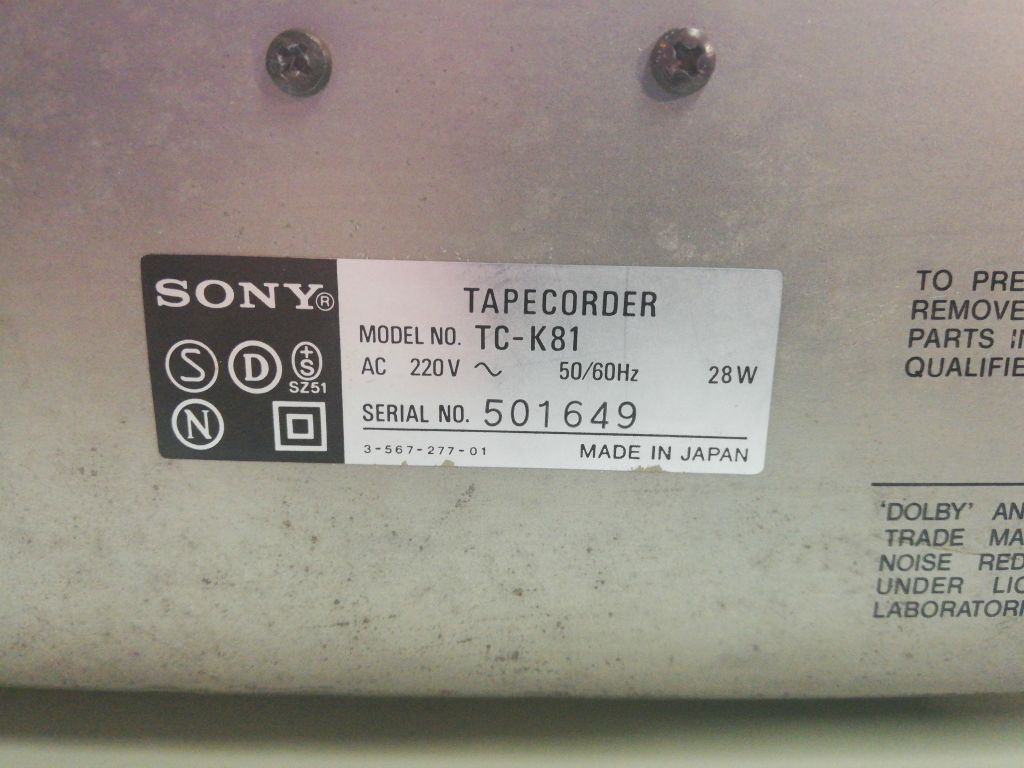 SONY®
S D +S
SZ51
N
TAPECORDER
MODEL NO. TC-K81
AC 220V ~ 50/60Hz 28W
SERIAL NO. 501649
3-567-277-01 MADE IN JAPAN
TO PRE
REMOVE
PARTS IN
QUALIFIE
'DOLBY' AN
TRADE MA
NOISE RED
UNDER LIC
LABORATORI